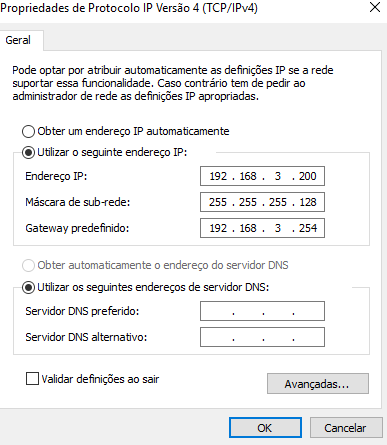 Propriedades de Protocolo IP Versão 4 (TCP/IPv4)
Geral
Pode optar por atribuir automaticamente as definições IP se a rede
suportar essa funcionalidade. Caso contrário tem de pedir ao
administrador de rede as definições IP apropriadas.
Obter um endereço IP automaticamente
Utilizar o seguinte endereço IP:
Endereço IP: 192 . 168 . 3 . 200
Máscara de sub-rede: 255 . 255 . 255 . 128
Gateway predefinido: 192 . 168 . 3 . 254
Obter automaticamente o endereço do servidor DNS
Utilizar os seguintes endereços de servidor DNS:
Servidor DNS preferido: . . .
Servidor DNS alternativo: . . .
Validar definições ao sair
Avançadas...
OK Cancelar